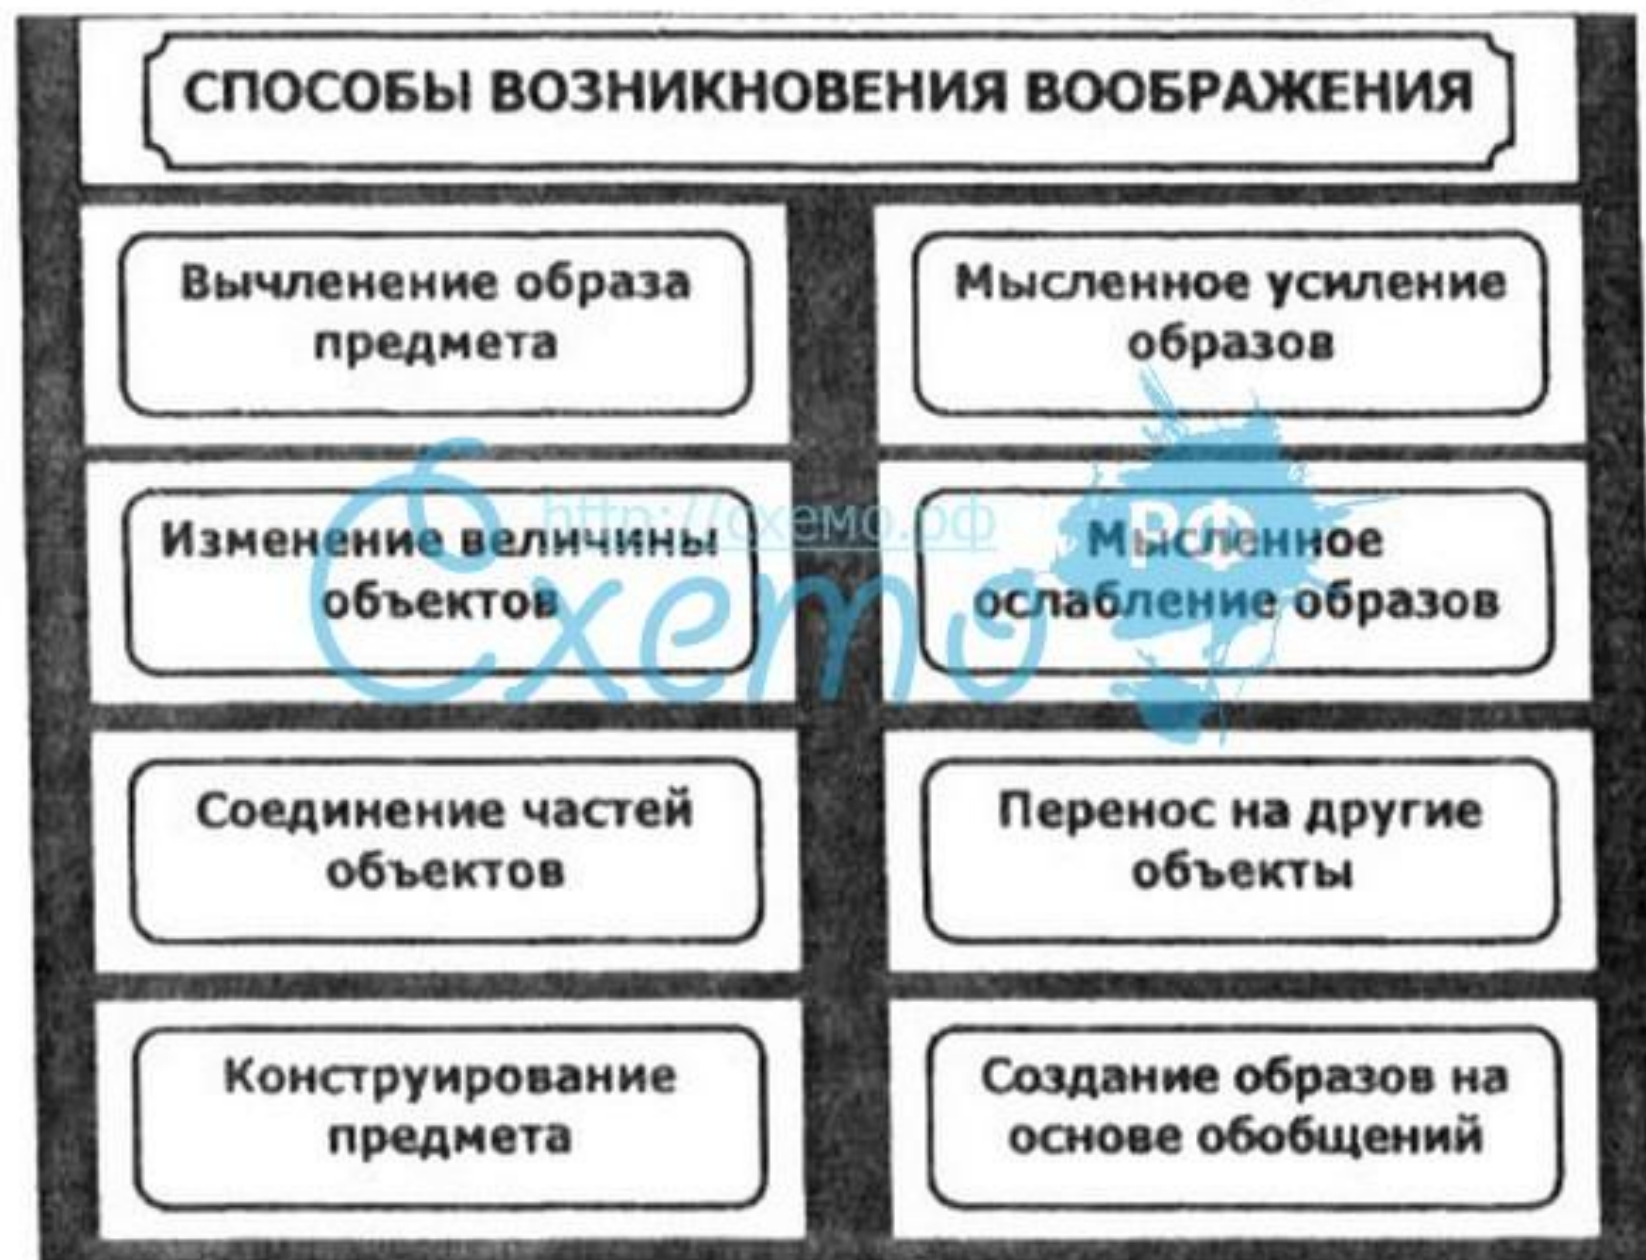 СПОСОБЫ ВОЗНИКНОВЕНИЯ ВООБРАЖЕНИЯ
Вычленение образа
предмета
Мысленное усиление
образов
Изменение величины
объектов
Мысленное
ослабление образов
http://схемо.рф
Схемо
РФ
Соединение частей
объектов
Перенос на другие
объекты
Конструирование
предмета
Создание образов на
основе обобщений